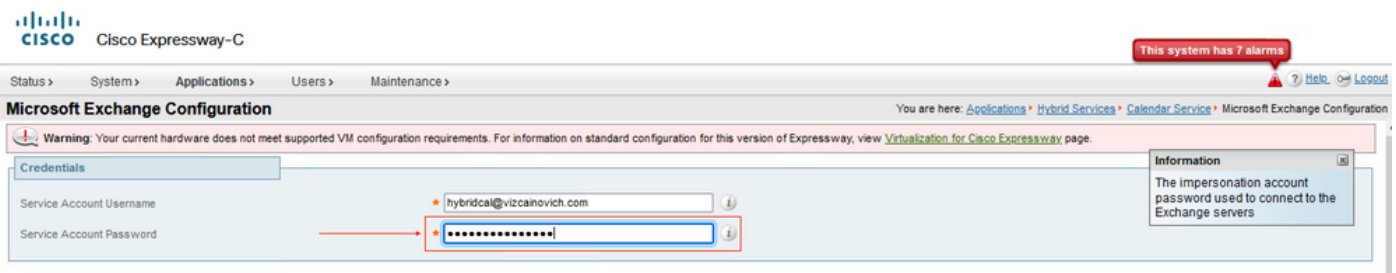 CISCO Cisco Expressway-C
This system has 7 alarms
Status > System > Applications > Users > Maintenance > Help Logout
Microsoft Exchange Configuration You are here: Applications Hybrid Services Calendar Service Microsoft Exchange Configuration
Warning: Your current hardware does not meet supported VM configuration requirements. For information on standard configuration for this version of Expressway, view Virtualization for Cisco Expressway page.
Credentials
Service Account Username * hybridcal@vizcainovich.com i
Service Account Password * ••••••••••••••• i
Information
The impersonation account
password used to connect to the
Exchange servers